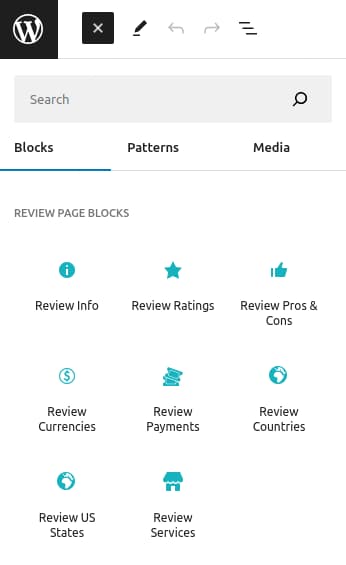 Search
Blocks Patterns Media
REVIEW PAGE BLOCKS
Review Info
Review Ratings
Review Pros &
Cons
Review
Currencies
Review
Payments
Review
Countries
Review US
States
Review
Services